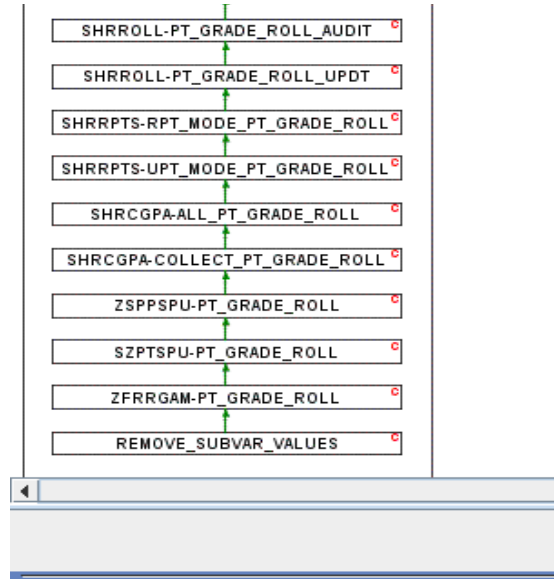 SHRROLL-PT_GRADE_ROLL_AUDIT C
SHRROLL-PT_GRADE_ROLL_UPDT C
SHRRPTS-RPT_MODE_PT_GRADE_ROLL C
SHRRPTS-UPT_MODE_PT_GRADE_ROLL C
SHRCGPA-ALL_PT_GRADE_ROLL C
SHRCGPA-COLLECT_PT_GRADE_ROLL C
ZSPPSPU-PT_GRADE_ROLL C
SZPTSPU-PT_GRADE_ROLL C
ZFRRGAM-PT_GRADE_ROLL C
REMOVE_SUBVAR_VALUES C